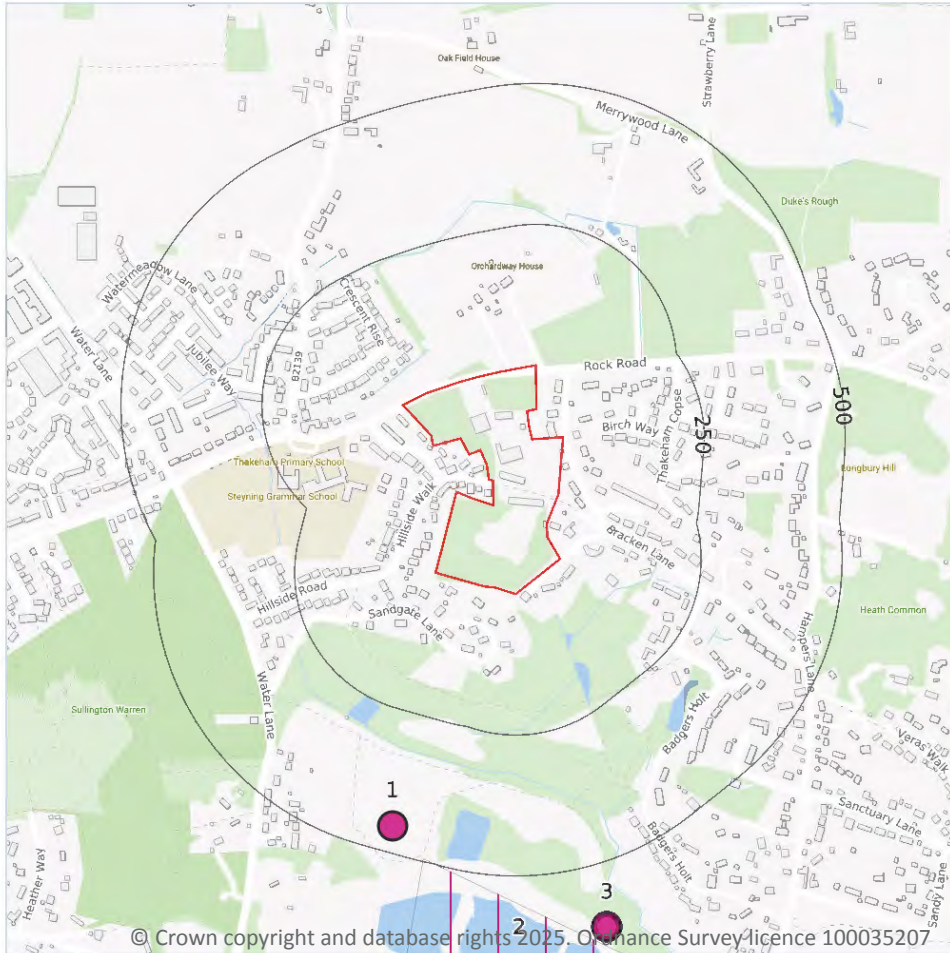 Oak Field House
Strawberry Lane
Merrywood Lane
Duke's Rough
Orchardway House
Watermeadow Lane
Crescent Rise
Water Lane
Jubilee Way
B2139
Rock Road
500
Birch Way
Thakeham Copse
250
Thakeham Primary School
Steyning Grammar School
Hillside Walk
Longbury Hill
Bracken Lane
Hillside Road
Sandgate Lane
Heath Common
Hampers Lane
Water Lane
Sullington Warren
Badgers Holt
Veras Walk
1
Sanctuary Lane
Badgers Holt
Heather Way
3
Sandy Lane
2
© Crown copyright and database rights 2025. Ordnance Survey licence 100035207